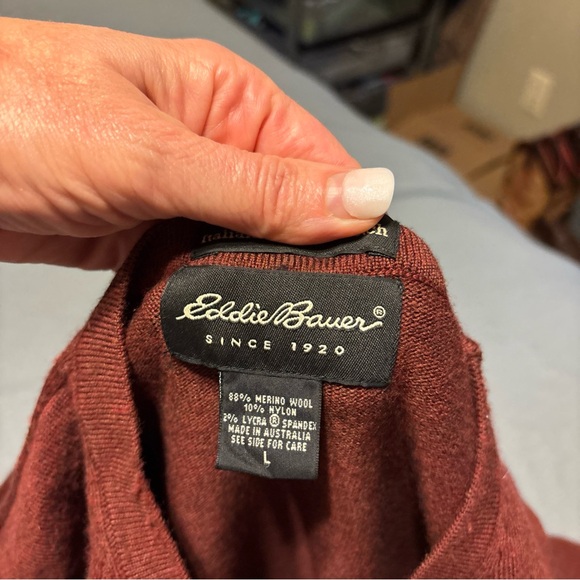 Eddie Bauer®
SINCE 1920
88% MERINO WOOL
10% NYLON
2% LYCRA ® SPANDEX
MADE IN AUSTRALIA
SEE SIDE FOR CARE
L